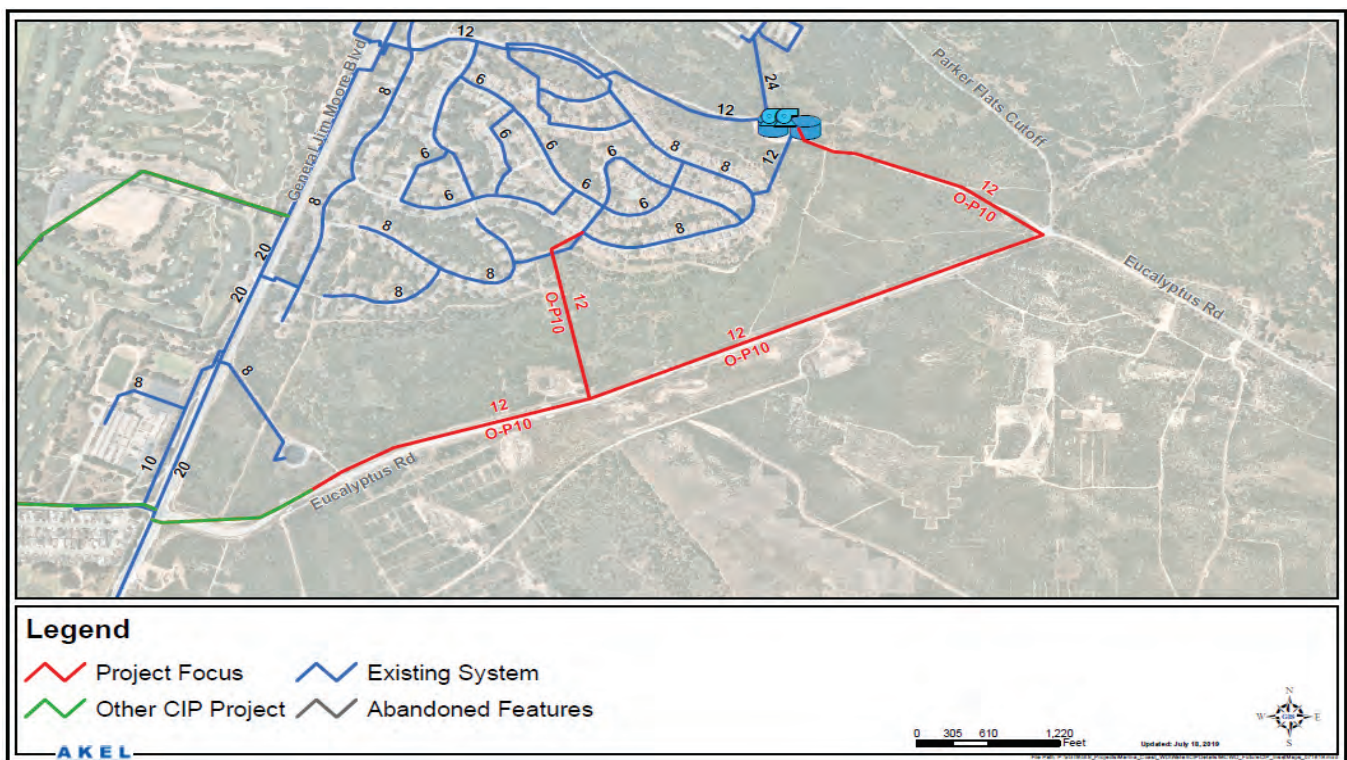 12
General Jim Moore Blvd
8
6
24
Parker Flats Cutoff
12
6
8
8
12
6
6
6
6
6
8
12
O-P10
8
8
8
8
20
20
12
O-P10
12
O-P10
Eucalyptus Rd
8
8
12
O-P10
10
20
Eucalyptus Rd
Legend
Project Focus
Existing System
Other CIP Project
Abandoned Features
AKEL
0 305 610 1,220
Feet
Updated: July 18, 2019
N
W GIS E
S